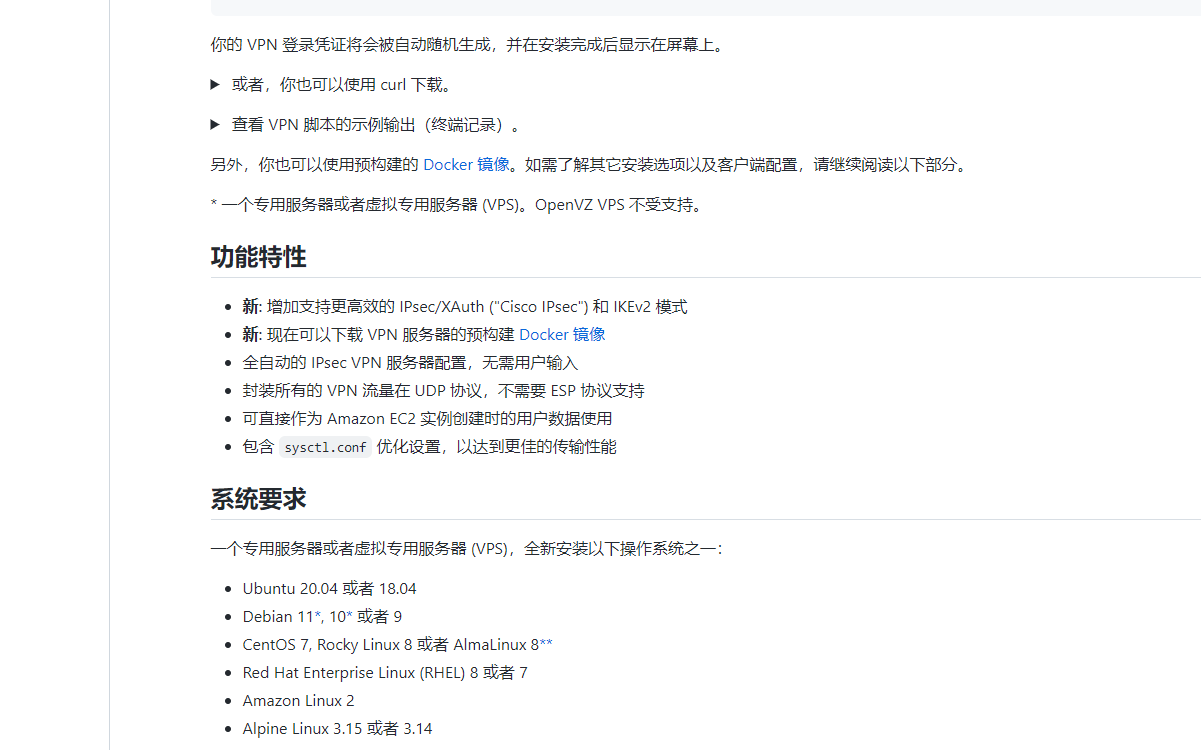 你的 VPN 登录凭证将会被自动随机生成，并在安装完成后显示在屏幕上。
或者，你也可以使用 curl 下载。
查看 VPN 脚本的示例输出（终端记录）。
另外，你也可以使用预构建的 Docker 镜像。如需了解其它安装选项以及客户端配置，请继续阅读以下部分。
* 一个专用服务器或者虚拟专用服务器 (VPS)。OpenVZ VPS 不受支持。
功能特性
新: 增加支持更高效的 IPsec/XAuth ("Cisco IPsec") 和 IKEv2 模式
新: 现在可以下载 VPN 服务器的预构建 Docker 镜像
全自动的 IPsec VPN 服务器配置，无需用户输入
封装所有的 VPN 流量在 UDP 协议，不需要 ESP 协议支持
可直接作为 Amazon EC2 实例创建时的用户数据使用
包含 sysctl.conf 优化设置，以达到更佳的传输性能
系统要求
一个专用服务器或者虚拟专用服务器 (VPS)，全新安装以下操作系统之一：
Ubuntu 20.04 或者 18.04
Debian 11*, 10* 或者 9
CentOS 7, Rocky Linux 8 或者 AlmaLinux 8**
Red Hat Enterprise Linux (RHEL) 8 或者 7
Amazon Linux 2
Alpine Linux 3.15 或者 3.14